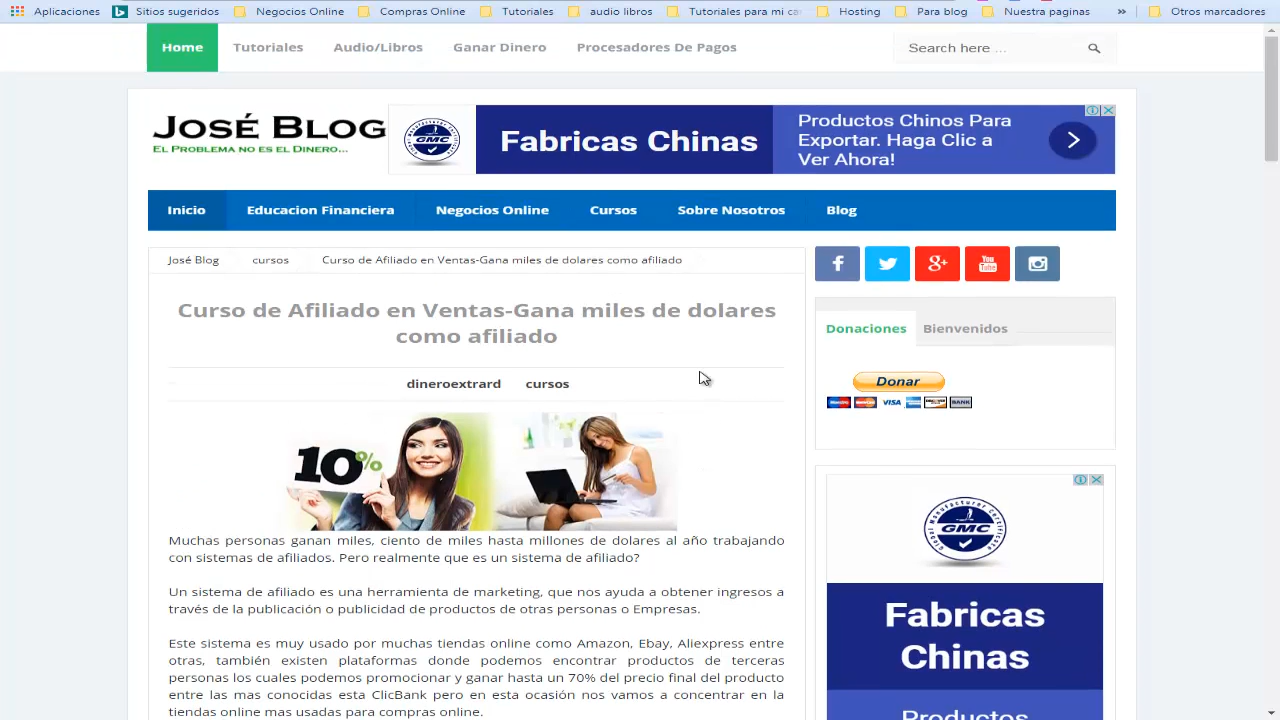 Aplicaciones Sitios sugeridos Negocios Online Compras Online Tutoriales audio libros Tutoriales para mi ca Hosting Para blog Nuestra paginas » Otros marcadores
Home Tutoriales Audio/Libros Ganar Dinero Procesadores De Pagos Search here ...
JOSÉ BLOG
EL PROBLEMA NO ES EL DINERO...
GMC
Fabricas Chinas
Productos Chinos Para
Exportar. Haga Clic a
Ver Ahora!
Inicio Educacion Financiera Negocios Online Cursos Sobre Nosotros Blog
José Blog cursos Curso de Afiliado en Ventas-Gana miles de dolares como afiliado
Curso de Afiliado en Ventas-Gana miles de dolares
como afiliado
dineroextrard cursos
10%
Muchas personas ganan miles, ciento de miles hasta millones de dolares al año trabajando
con sistemas de afiliados. Pero realmente que es un sistema de afiliado?
Un sistema de afiliado es una herramienta de marketing, que nos ayuda a obtener ingresos a
través de la publicación o publicidad de productos de otras personas o Empresas.
Este sistema es muy usado por muchas tiendas online como Amazon, Ebay, Aliexpress entre
otras, también existen plataformas donde podemos encontrar productos de terceras
personas los cuales podemos promocionar y ganar hasta un 70% del precio final del producto
entre las mas conocidas esta ClicBank pero en esta ocasión nos vamos a concentrar en la
tiendas online mas usadas para compras online.
You Tube
Donaciones Bienvenidos
Donar
VISA BANK
GMC
Fabricas
Chinas
Productos